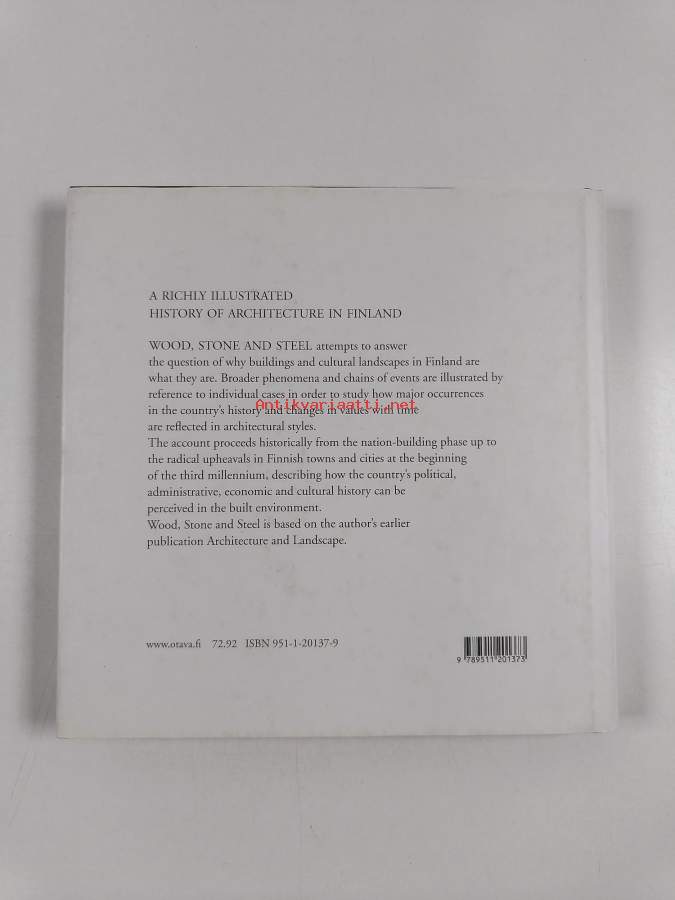 A RICHLY ILLUSTRATED
HISTORY OF ARCHITECTURE IN FINLAND
WOOD, STONE AND STEEL attempts to answer
the question of why buildings and cultural landscapes in Finland are
what they are. Broader phenomena and chains of events are illustrated by
reference to individual cases in order to study how major occurrences
Antikvariaatti.net
in the country's history and changes in values with time
are reflected in architectural styles.
The account proceeds historically from the nation-building phase up to
the radical upheavals in Finnish towns and cities at the beginning
of the third millennium, describing how the country's political,
administrative, economic and cultural history can be
perceived in the built environment.
Wood, Stone and Steel is based on the author's earlier
publication Architecture and Landscape.
www.otava.fi 72.92 ISBN 951-1-20137-9
9 789511 201373